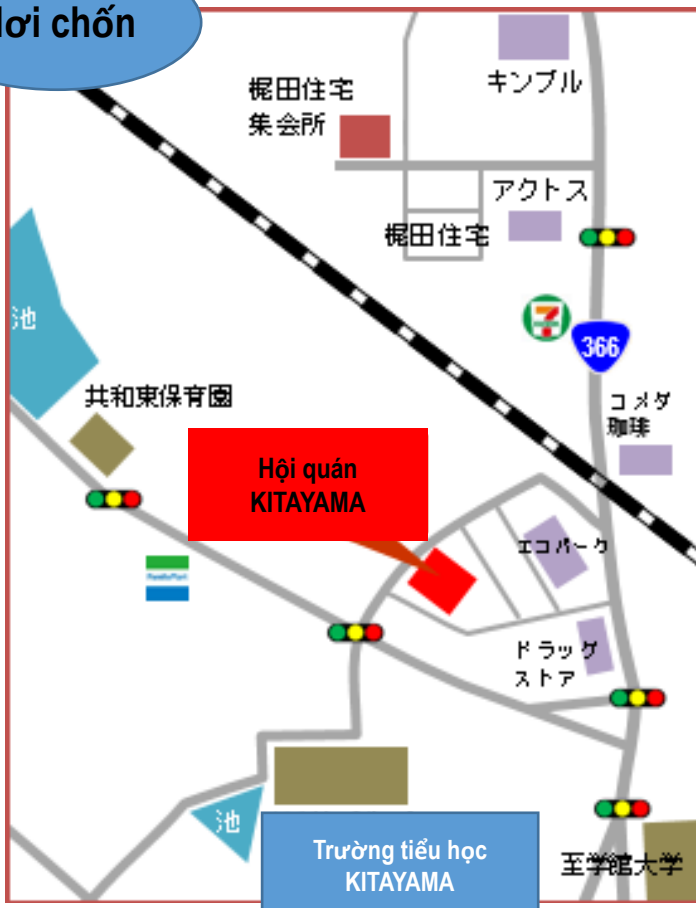 lơi chốn
キンブル
梶田住宅
集会所
アクトス
梶田住宅
7
366
池
コメダ
珈琲
共和東保育園
Hội quán
KITAYAMA
エコパーク
FamilyMart
ドラッグ
ストア
池
Trường tiểu học
KITAYAMA
至学館大学